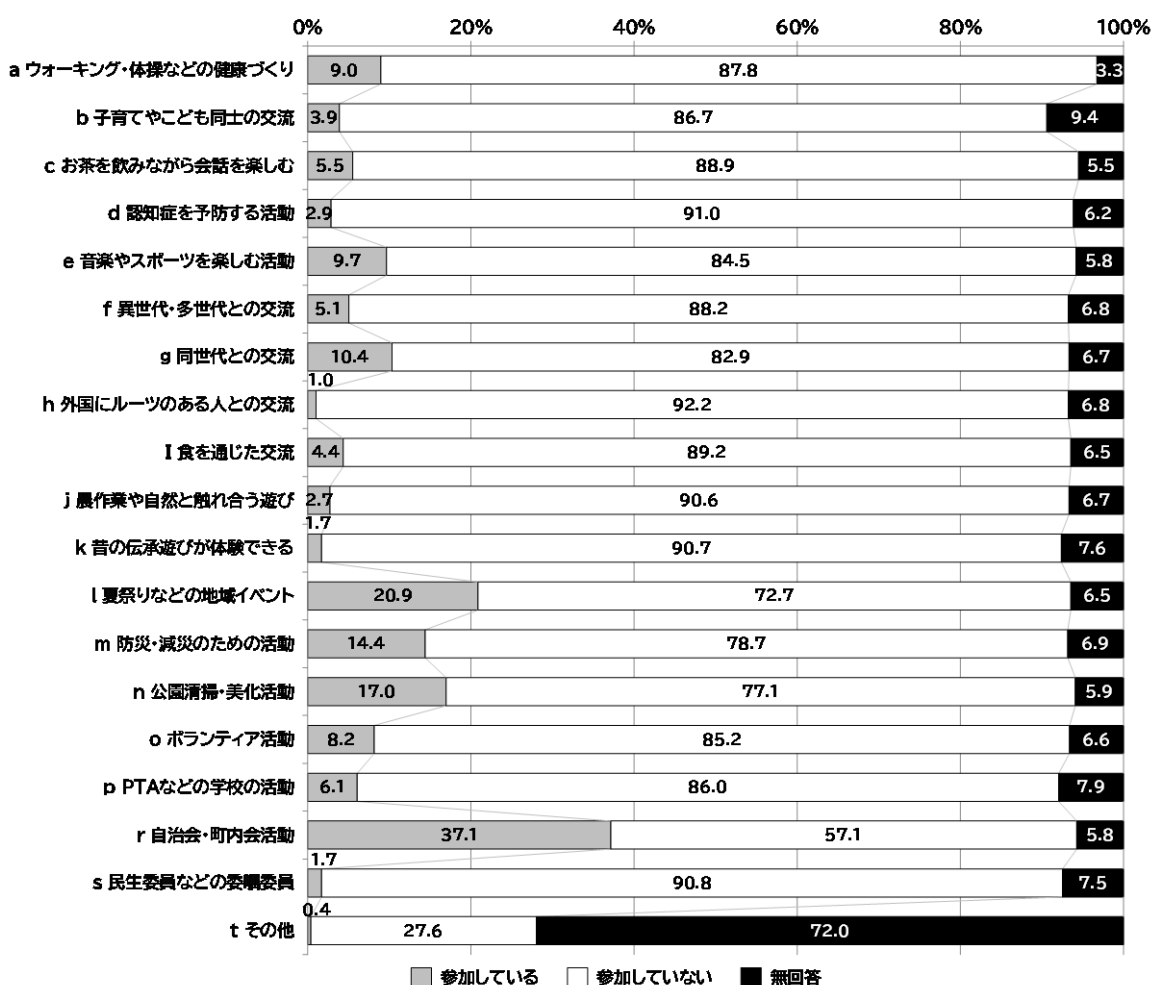 0% 20% 40% 60% 80% 100%
a ウォーキング・体操などの健康づくり 9.0 87.8 3.3
b 子育てやこども同士の交流 3.9 86.7 9.4
c お茶を飲みながら会話を楽しむ 5.5 88.9 5.5
d 認知症を予防する活動 2.9 91.0 6.2
e 音楽やスポーツを楽しむ活動 9.7 84.5 5.8
f 異世代・多世代との交流 5.1 88.2 6.8
g 同世代との交流 10.4 82.9 6.7
1.0
h 外国にルーツのある人との交流 92.2 6.8
I 食を通じた交流 4.4 89.2 6.5
j 農作業や自然と触れ合う遊び 2.7 90.6 6.7
1.7
k 昔の伝承遊びが体験できる 90.7 7.6
l 夏祭りなどの地域イベント 20.9 72.7 6.5
m 防災・減災のための活動 14.4 78.7 6.9
n 公園清掃・美化活動 17.0 77.1 5.9
o ボランティア活動 8.2 85.2 6.6
p PTAなどの学校の活動 6.1 86.0 7.9
r 自治会・町内会活動 37.1 57.1 5.8
1.7
s 民生委員などの委嘱委員 90.8 7.5
0.4
t その他 27.6 72.0
参加している 参加していない 無回答